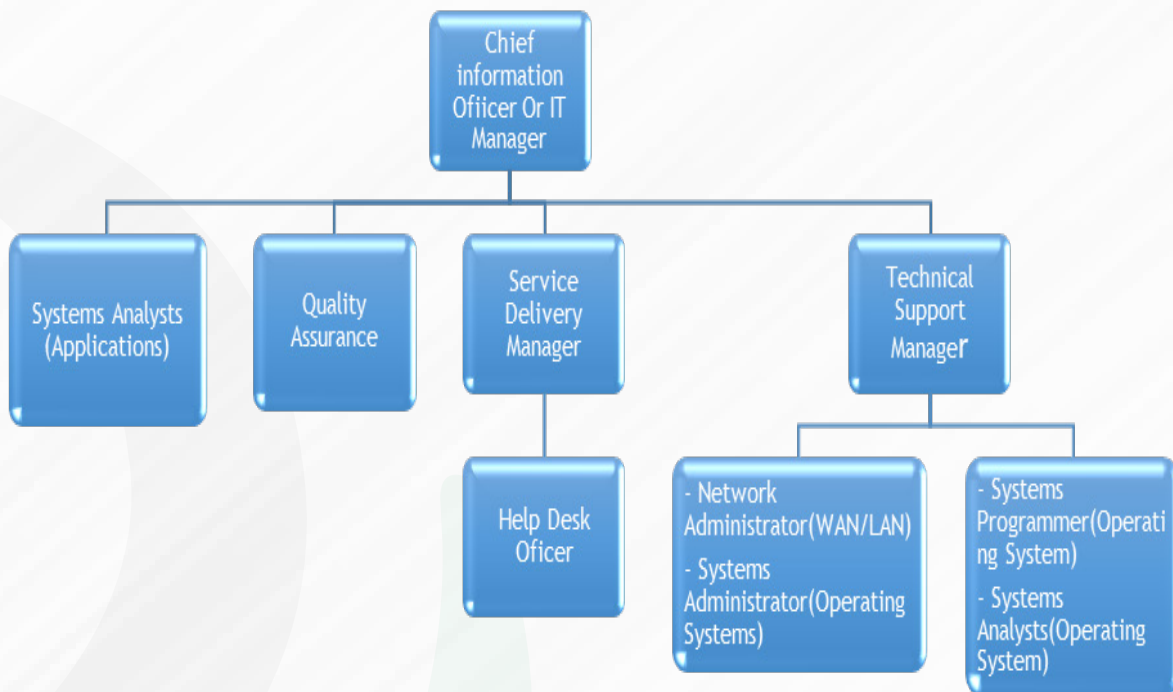 Chief
information
Ofiicer Or IT
Manager
Systems Analysts
(Applications)
Quality
Assurance
Service
Delivery
Manager
Technical
Support
Manager
Help Desk
Oficer
- Network
Administrator(WAN/LAN)
- Systems
Administrator(Operating
Systems)
- Systems
Programmer(Operati
ng System)
- Systems
Analysts(Operating
System)